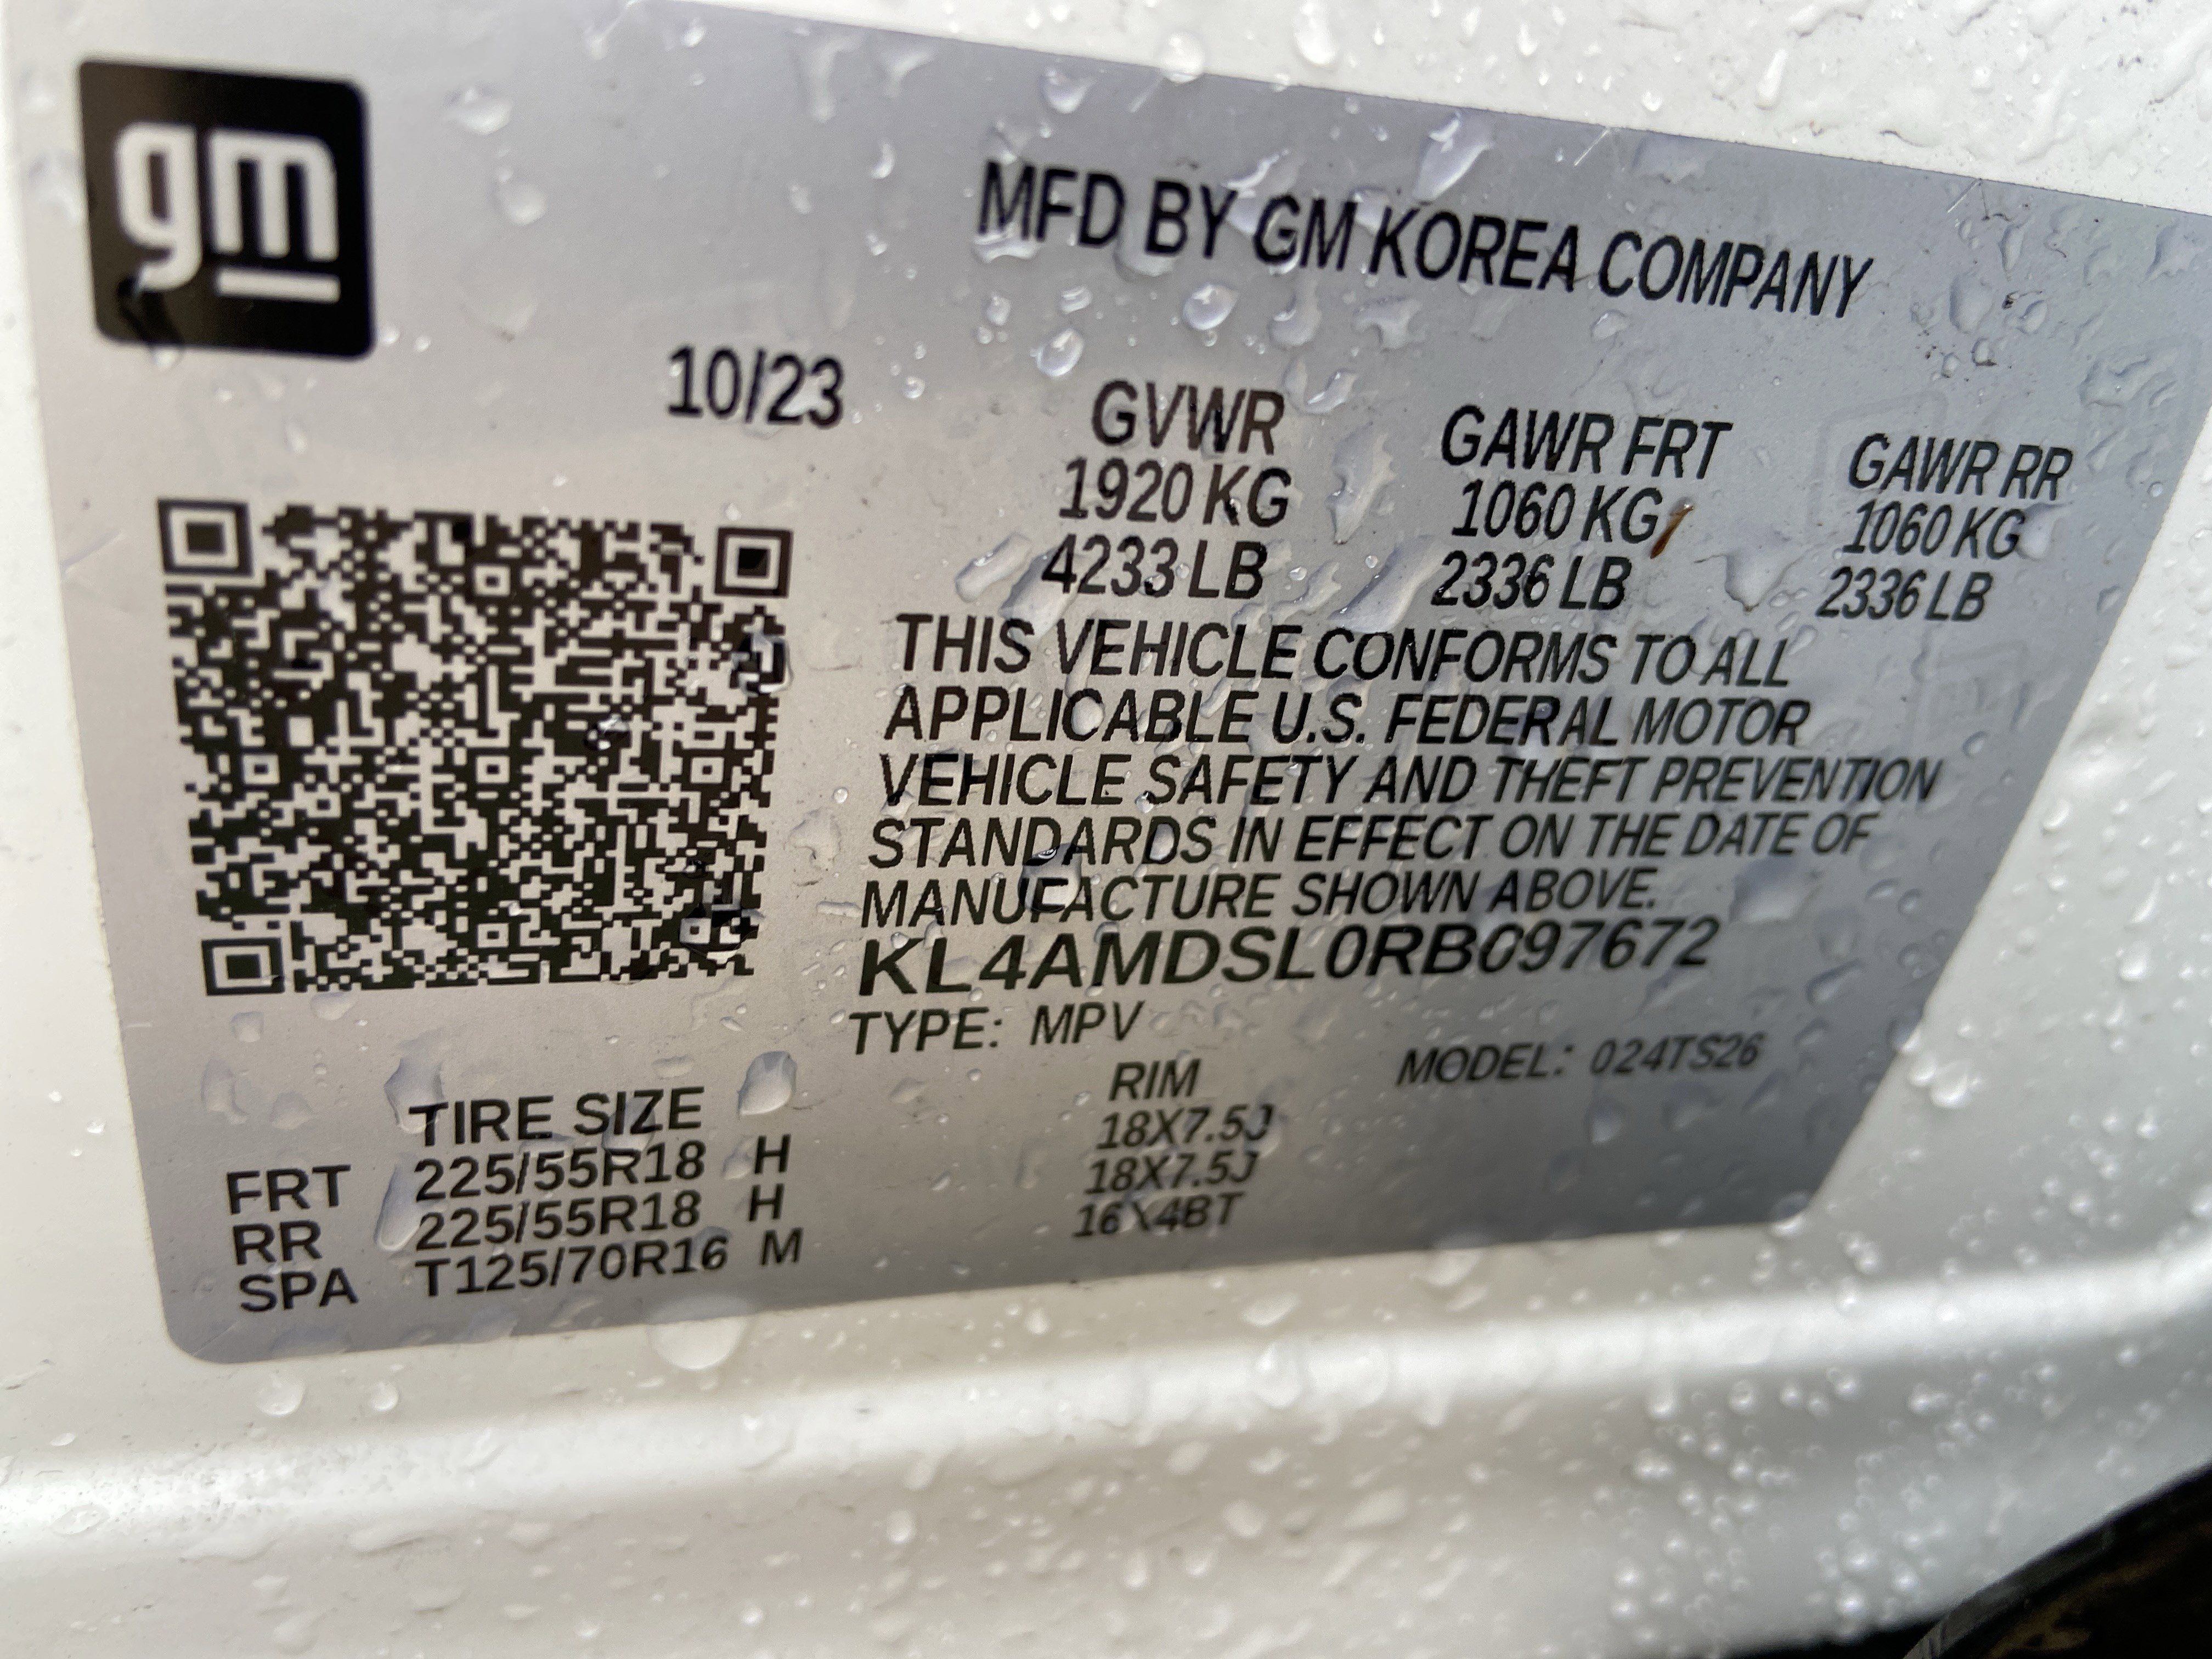 gm
MFD BY GM KOREA COMPANY
10/23
GVWR GAWR FRT GAWR RR
1920 KG 1060 KG 1060 KG
4233 LB 2336 LB 2336 LB
THIS VEHICLE CONFORMS TO ALL
APPLICABLE U.S. FEDERAL MOTOR
VEHICLE SAFETY AND THEFT PREVENTION
STANDARDS IN EFFECT ON THE DATE OF
MANUFACTURE SHOWN ABOVE.
KL4AMDSL0RB097672
TYPE: MPV MODEL: 024TS26
TIRE SIZE RIM
FRT 225/55R18 H 18X7.5J
RR 225/55R18 H 18X7.5J
SPA T125/70R16 M 16X4BT